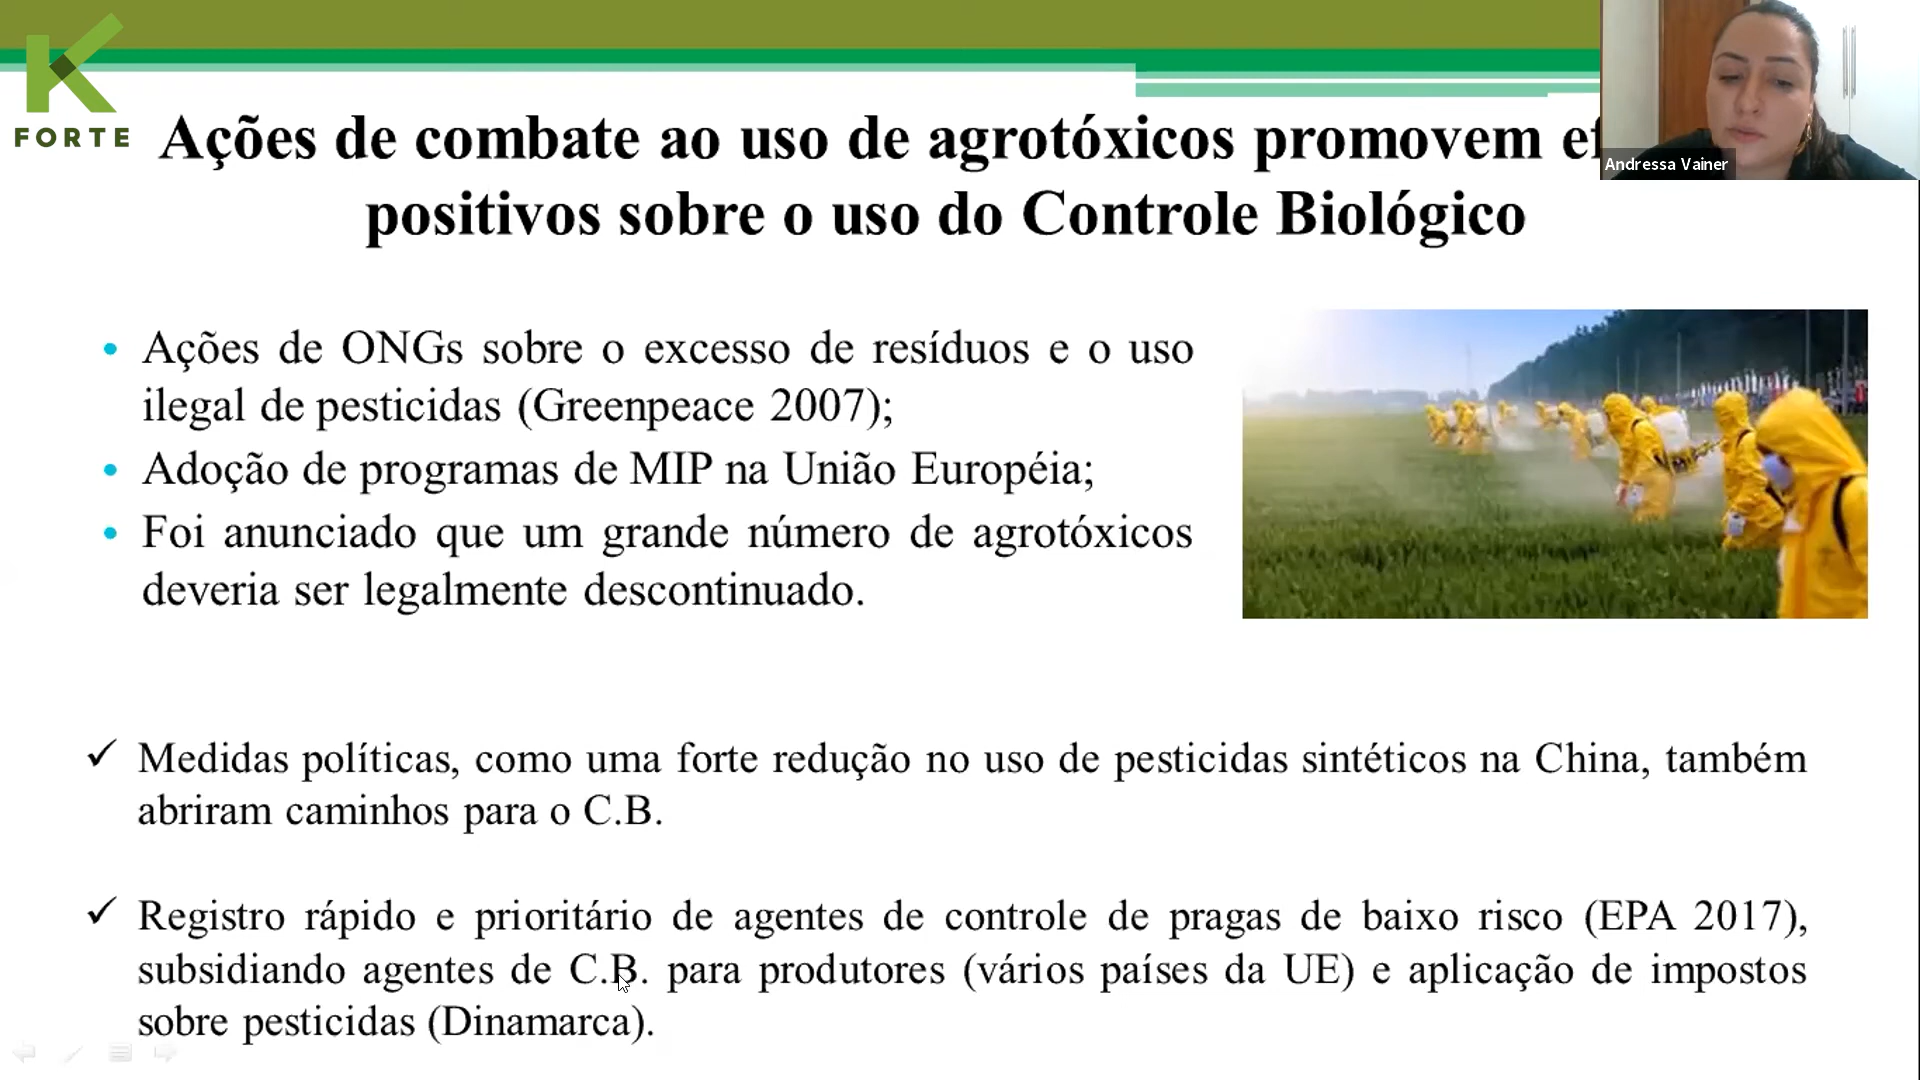 FORTE
Andressa Vainer
Ações de combate ao uso de agrotóxicos promovem
positivos sobre o uso do Controle Biológico
• Ações de ONGs sobre o excesso de resíduos e o uso
ilegal de pesticidas (Greenpeace 2007);
• Adoção de programas de MIP na União Européia;
• Foi anunciado que um grande número de agrotóxicos
deveria ser legalmente descontinuado.
✓ Medidas políticas, como uma forte redução no uso de pesticidas sintéticos na China, também
abriram caminhos para o C.B.
✓ Registro rápido e prioritário de agentes de controle de pragas de baixo risco (EPA 2017),
subsidiando agentes de C.B. para produtores (vários países da UE) e aplicação de impostos
sobre pesticidas (Dinamarca).